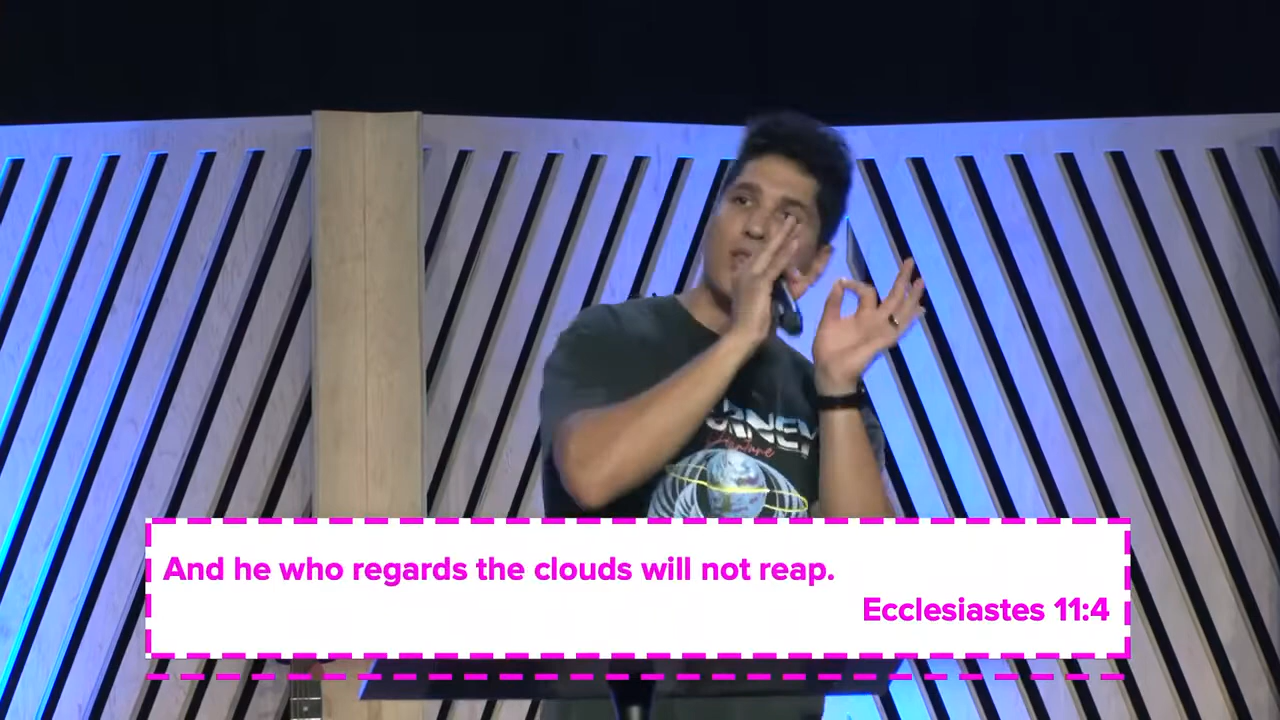 And he who regards the clouds will not reap.
Ecclesiastes 11:4